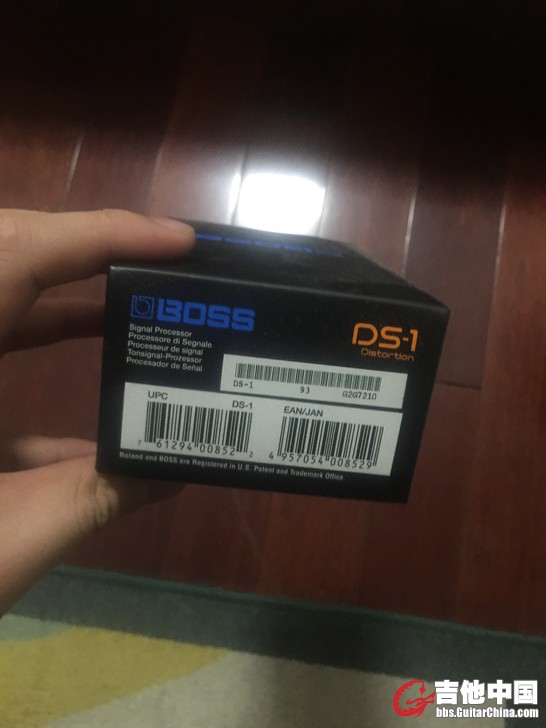 BOSS
Signal Processor
Processore di Segnale
Processeur de signal
Tonsignal-Prozessor
Procesador de Señal
DS-1
Distortion
DS-1 93 G2G7210
UPC DS-1
7 61294 00852 2
EAN/JAN
4 957054 008529
Roland and BOSS are Registered in U.S. Patent and Trademark Office.
吉他中国
bbs.GuitarChina.com